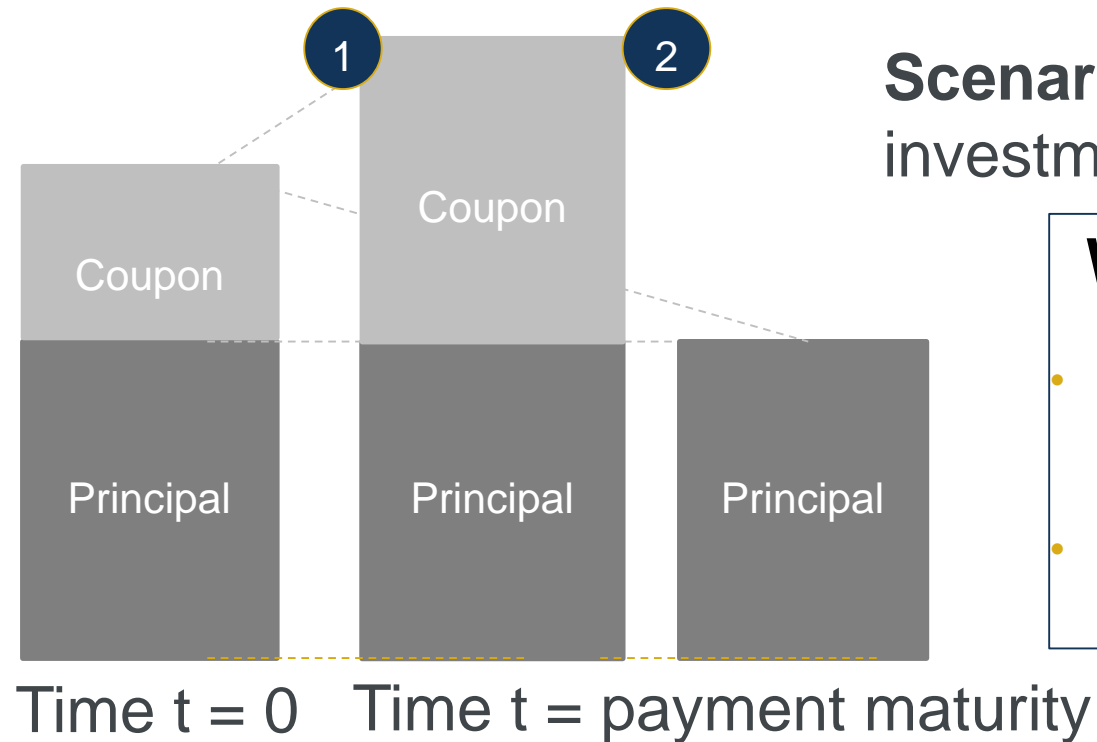 1
2
Scenar
investm
Coupon
Coupon
Principal
Principal
Principal
Time t = 0
Time t = payment maturity